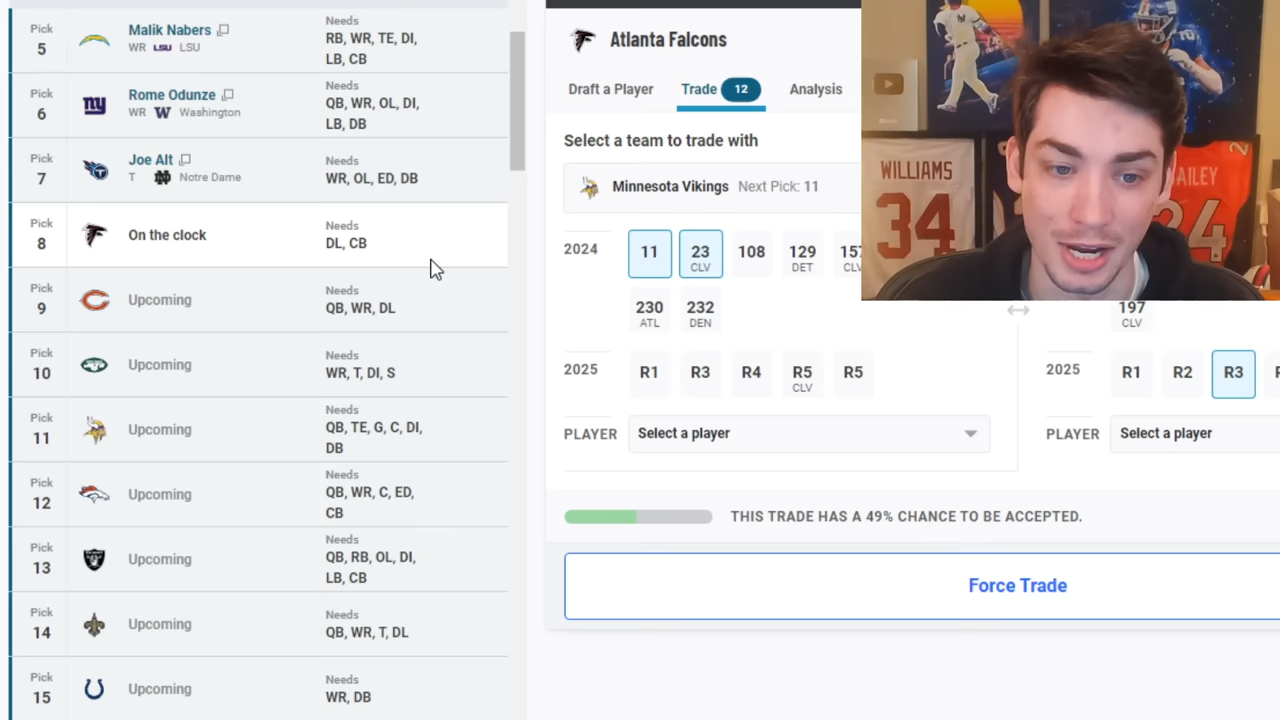 Pick
5
Malik Nabers
WR LSU LSU
Needs
RB, WR, TE, DI,
LB, CB
Pick
6
ny
Rome Odunze
WR W Washington
Needs
QB, WR, OL, DI,
LB, DB
Pick
7
Joe Alt
T Notre Dame
Needs
WR, OL, ED, DB
Pick
8
On the clock
Needs
DL, CB
Pick
9
Upcoming
Needs
QB, WR, DL
Pick
10
Upcoming
Needs
WR, T, DI, S
Pick
11
Upcoming
Needs
QB, TE, G, C, DI,
DB
Pick
12
Upcoming
Needs
QB, WR, C, ED,
CB
Pick
13
Upcoming
Needs
QB, RB, OL, DI,
LB, CB
Pick
14
Upcoming
Needs
QB, WR, T, DL
Pick
15
Upcoming
Needs
WR, DB
Atlanta Falcons
Draft a Player Trade 12 Analysis
Select a team to trade with
Minnesota Vikings Next Pick: 11
2024 11 23 108 129 157
CLV DET CLV
230 232
ATL DEN
2025 R1 R3 R4 R5 R5
CLV
PLAYER Select a player
197
CLV
2025 R1 R2 R3
PLAYER Select a player
THIS TRADE HAS A 49% CHANCE TO BE ACCEPTED.
Force Trade
WILLIAMS
34
AILEY
24
2